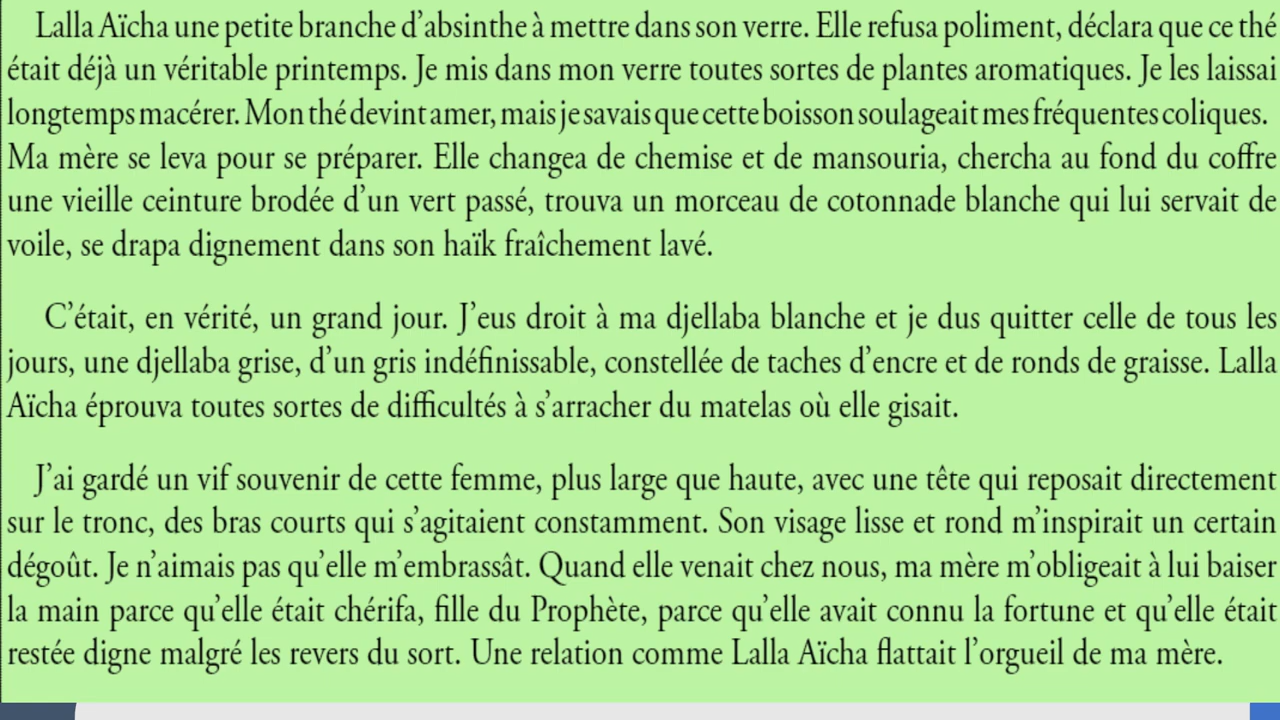 Lalla Aïcha une petite branche d’absinthe à mettre dans son verre. Elle refusa poliment, déclara que ce thé
était déjà un véritable printemps. Je mis dans mon verre toutes sortes de plantes aromatiques. Je les laissai
longtemps macérer. Mon thé devint amer, mais je savais que cette boisson soulageait mes fréquentes coliques.
Ma mère se leva pour se préparer. Elle changea de chemise et de mansouria, chercha au fond du coffre
une vieille ceinture brodée d’un vert passé, trouva un morceau de cotonnade blanche qui lui servait de
voile, se drapa dignement dans son haïk fraîchement lavé.
C’était, en vérité, un grand jour. J’eus droit à ma djellaba blanche et je dus quitter celle de tous les
jours, une djellaba grise, d’un gris indéfinissable, constellée de taches d’encre et de ronds de graisse. Lalla
Aïcha éprouva toutes sortes de difficultés à s’arracher du matelas où elle gisait.
J’ai gardé un vif souvenir de cette femme, plus large que haute, avec une tête qui reposait directement
sur le tronc, des bras courts qui s’agitaient constamment. Son visage lisse et rond m’inspirait un certain
dégoût. Je n’aimais pas qu’elle m’embrassât. Quand elle venait chez nous, ma mère m’obligeait à lui baiser
la main parce qu’elle était chérifa, fille du Prophète, parce qu’elle avait connu la fortune et qu’elle était
restée digne malgré les revers du sort. Une relation comme Lalla Aïcha flattait l’orgueil de ma mère.